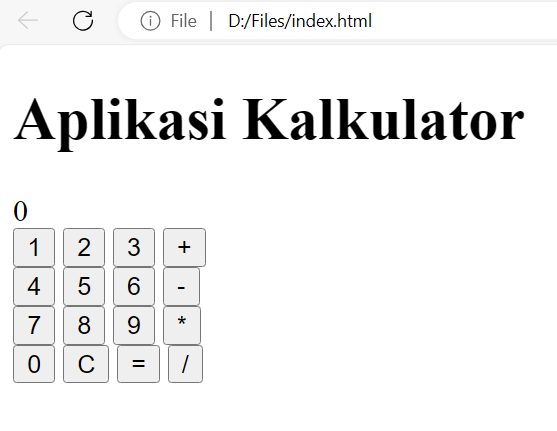 File | D:/Files/index.html
Aplikasi Kalkulator
0
1 2 3 +
4 5 6 -
7 8 9 *
0 C = /